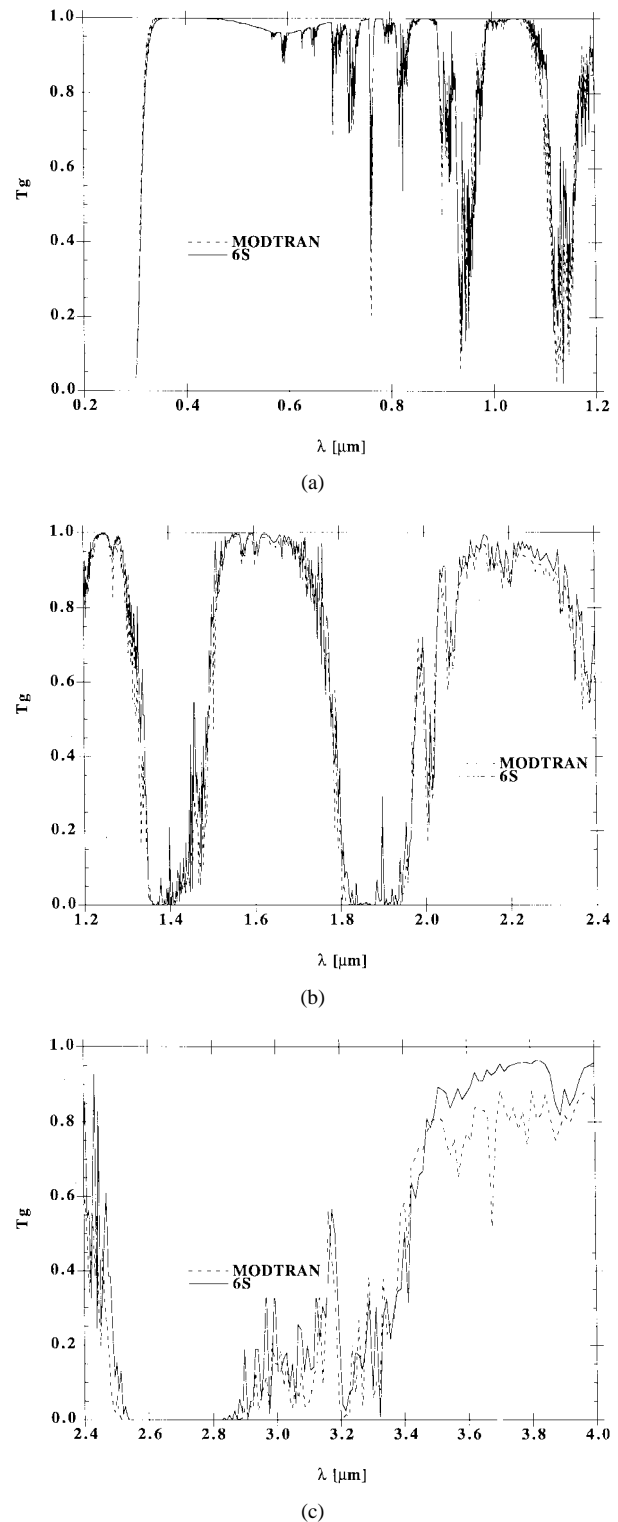 (a)
1.0
0.8
0.6
Tg
0.4
MODTRAN
6S
0.2
0.0
0.2 0.4 0.6 0.8 1.0 1.2
λ [μm]
(a)
1.0
0.8
0.6
Tg
0.4
MODTRAN
6S
0.2
0.0
1.2 1.4 1.6 1.8 2.0 2.2 2.4
λ [μm]
(b)
1.0
0.8
0.6
Tg
0.4
MODTRAN
6S
0.2
0.0
2.4 2.6 2.8 3.0 3.2 3.4 3.6 3.8 4.0
λ [μm]
(c)